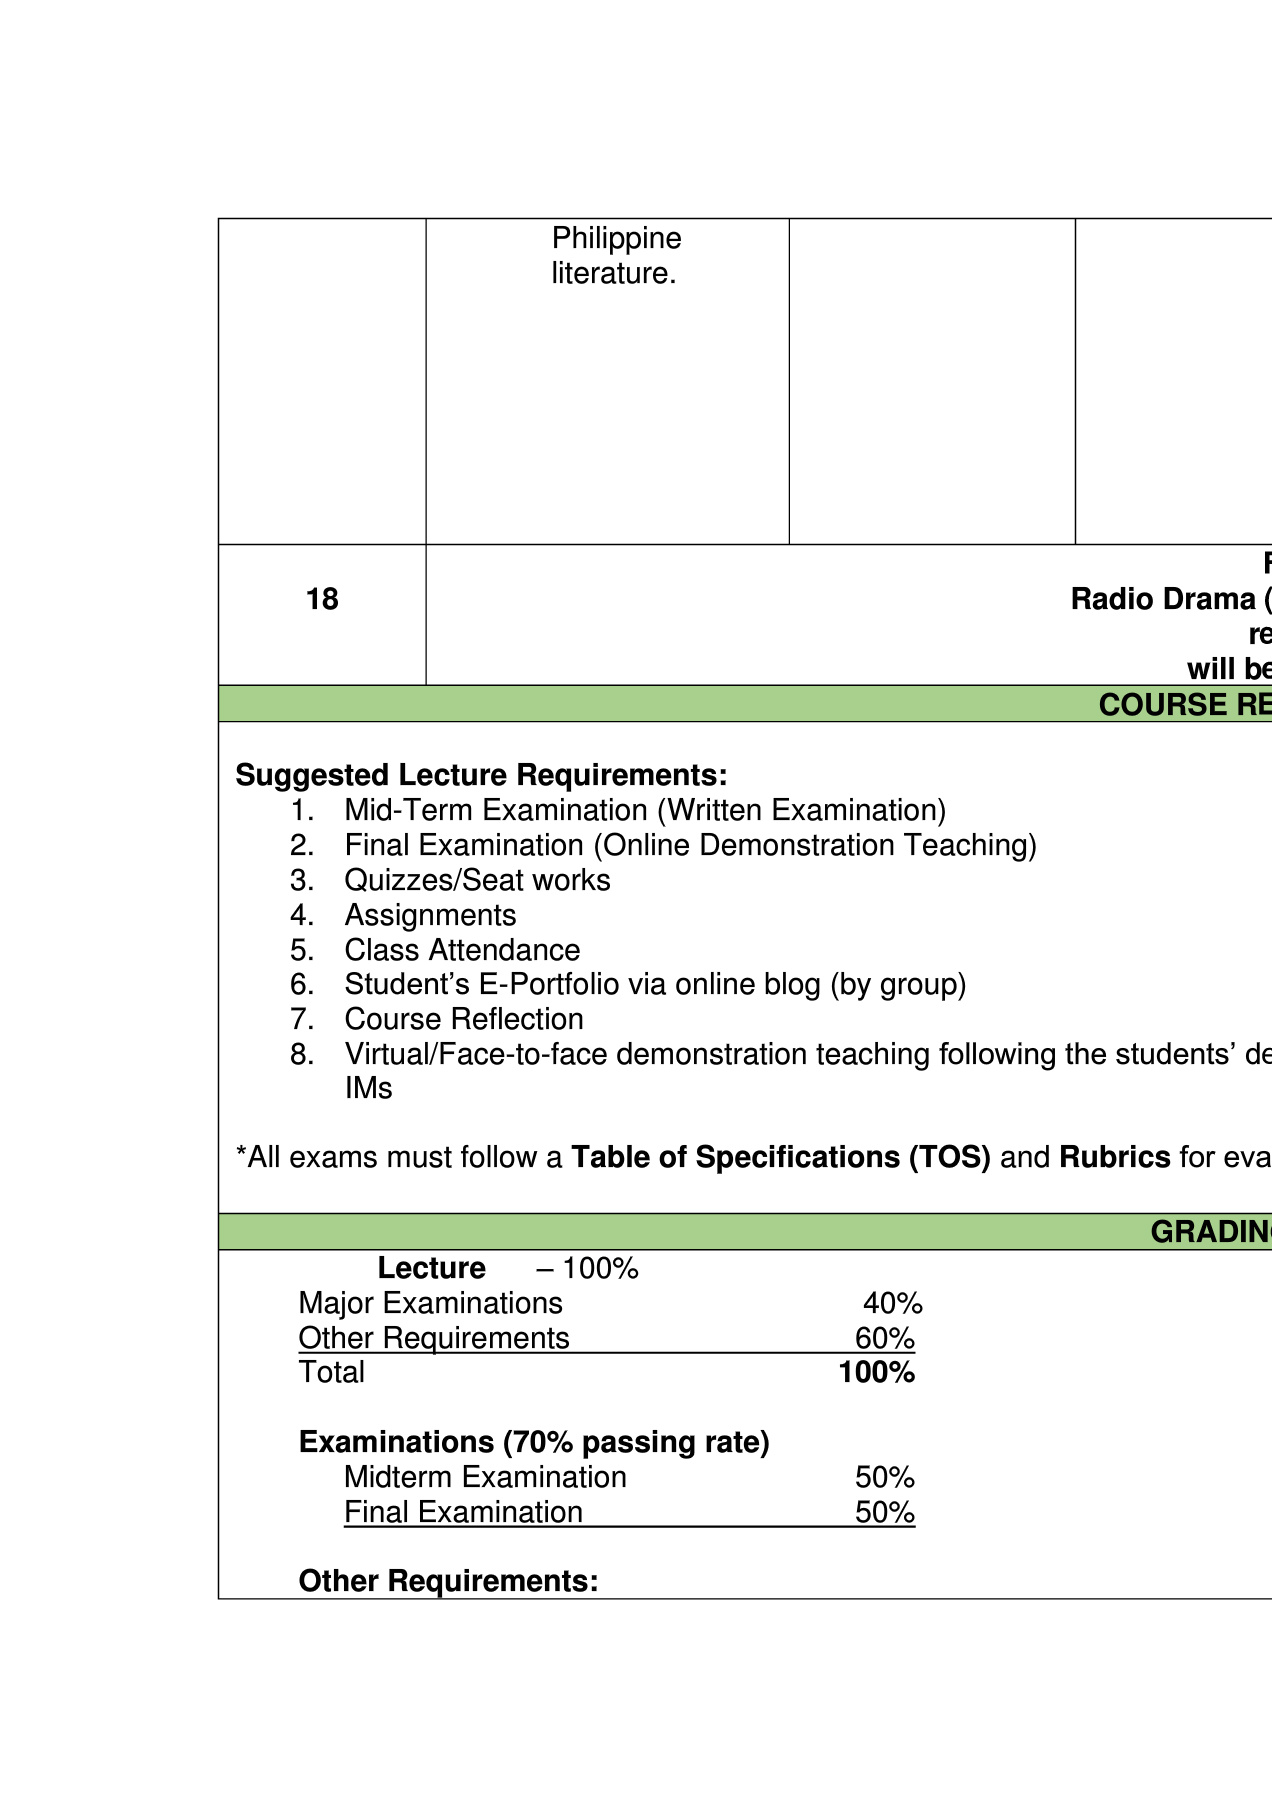 Philippine
literature.
18
Radio Drama (
will be
COURSE RE
Suggested Lecture Requirements:
1. Mid-Term Examination (Written Examination)
2. Final Examination (Online Demonstration Teaching)
3. Quizzes/Seat works
4. Assignments
5. Class Attendance
6. Student’s E-Portfolio via online blog (by group)
7. Course Reflection
8. Virtual/Face-to-face demonstration teaching following the students’ de
IMs
*All exams must follow a Table of Specifications (TOS) and Rubrics for eva
GRADING
Lecture – 100%
Major Examinations 40%
Other Requirements 60%
Total 100%
Examinations (70% passing rate)
Midterm Examination 50%
Final Examination 50%
Other Requirements: